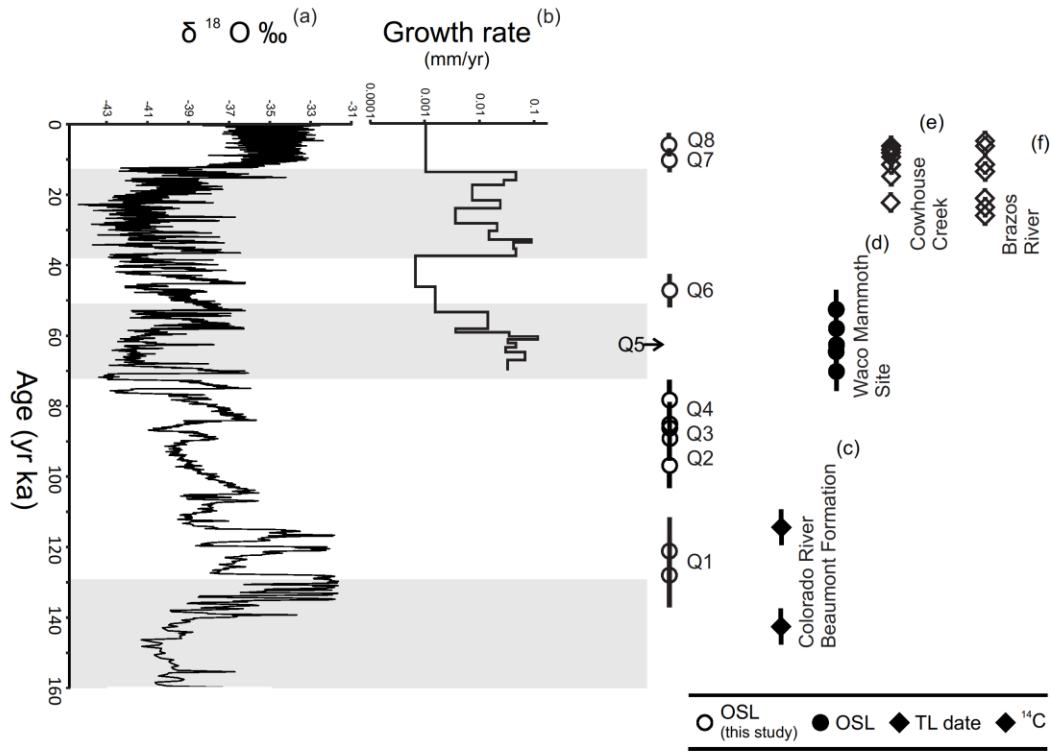 δ 18 O ‰ (a)
Growth rate (b)
(mm/yr)
-43 -41 -39 -37 -35 -33 -31
0.0001 0.001 0.01 0.1
Age (yr ka)
0
20
40
60
80
100
120
140
160
Q8
Q7
Q6
Q5
Q4
Q3
Q2
Q1
(c)
Colorado River
Beaumont Formation
(d)
Waco Mammoth
Site
(e)
Cowhouse
Creek
(f)
Brazos
River
OSL
(this study)
OSL
TL date
14C